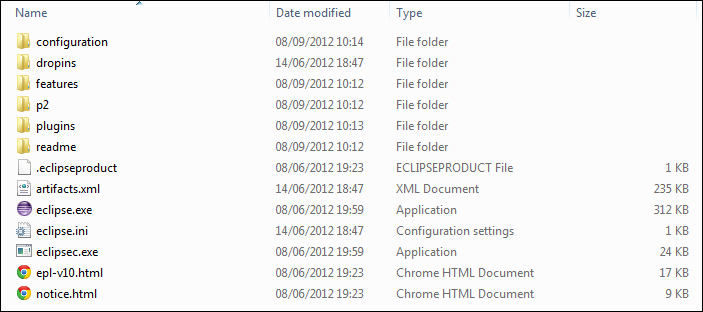 Name Date modified Type Size
configuration 08/09/2012 10:14 File folder
dropins 14/06/2012 18:47 File folder
features 08/09/2012 10:12 File folder
p2 08/09/2012 10:12 File folder
plugins 08/09/2012 10:13 File folder
readme 08/09/2012 10:12 File folder
.eclipseproduct 08/06/2012 19:23 ECLIPSEPRODUCT File 1 KB
artifacts.xml 14/06/2012 18:47 XML Document 235 KB
eclipse.exe 08/06/2012 19:59 Application 312 KB
eclipse.ini 14/06/2012 18:47 Configuration settings 1 KB
eclipsec.exe 08/06/2012 19:59 Application 24 KB
epl-v10.html 08/06/2012 19:23 Chrome HTML Document 17 KB
notice.html 08/06/2012 19:23 Chrome HTML Document 9 KB